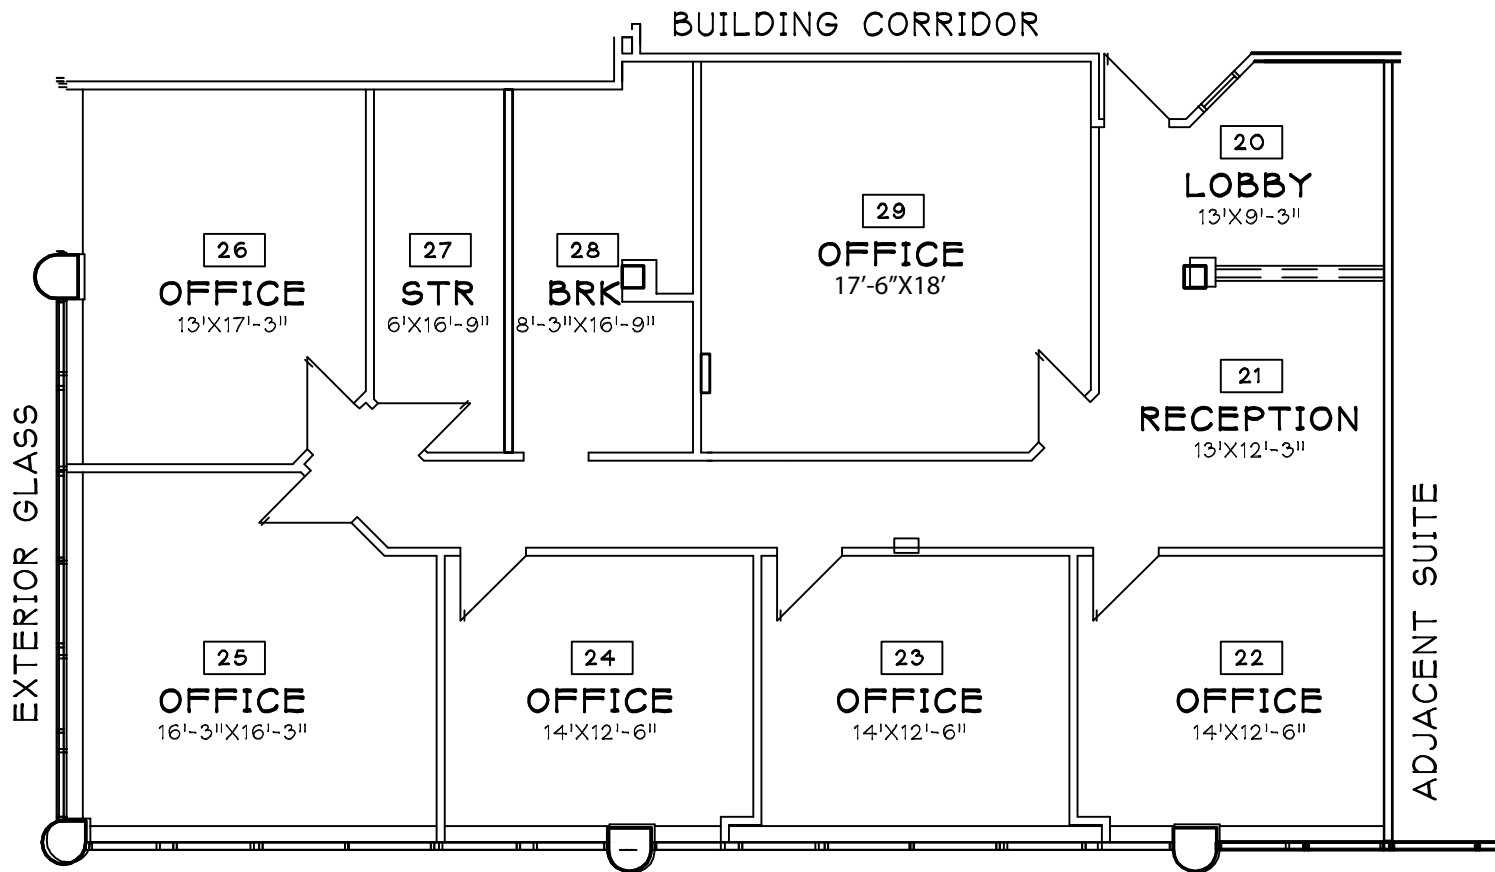 BUILDING CORRIDOR
20
LOBBY
13'X9'-3"
29
OFFICE
17'-6"X18'
26
OFFICE
13'X17'-3"
27
STR
6'X16'-9"
28
BRK
8'-3"X16'-9"
21
RECEPTION
13'X12'-3"
EXTERIOR GLASS
ADJACENT SUITE
25
OFFICE
16'-3"X16'-3"
24
OFFICE
14'X12'-6"
23
OFFICE
14'X12'-6"
22
OFFICE
14'X12'-6"